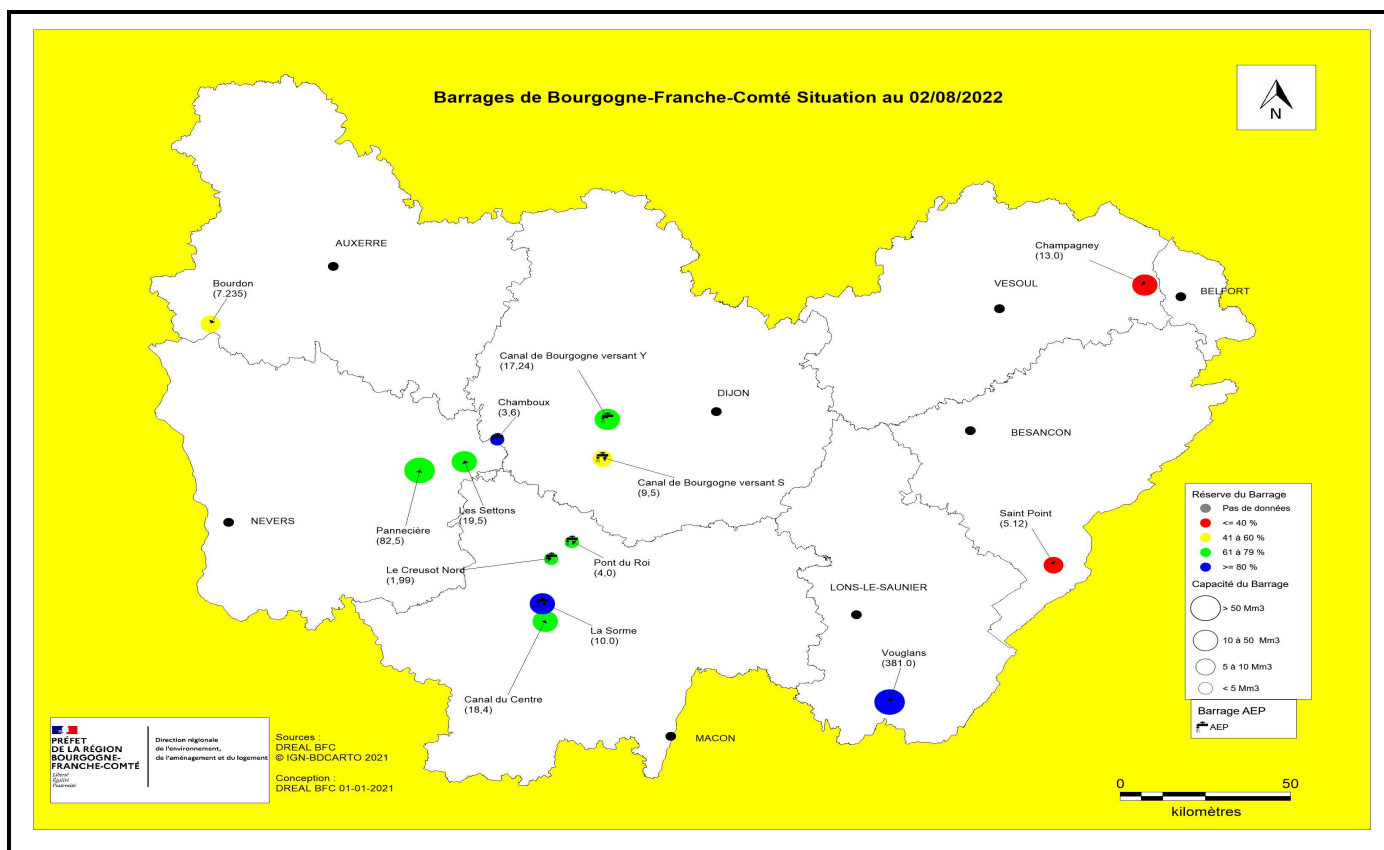 Barrages de Bourgogne-Franche-Comté Situation au 02/08/2022
N
AUXERRE
Bourdon
(7.235)
Champagney
(13.0)
VESOUL
BELFORT
Canal de Bourgogne versant Y
(17,24)
Chamboux
(3,6)
DIJON
BESANCON
Canal de Bourgogne versant S
(9,5)
Les Settons
(19,5)
Pannecière
(82,5)
NEVERS
Saint Point
(5.12)
Le Creusot Nord
(1,99)
Pont du Roi
(4,0)
LONS-LE-SAUNIER
La Sorme
(10.0)
Vouglans
(381.0)
Canal du Centre
(18,4)
MACON
Réserve du Barrage
Pas de données
<= 40 %
41 à 60 %
61 à 79 %
>= 80 %
Capacité du Barrage
> 50 Mm3
10 à 50 Mm3
5 à 10 Mm3
< 5 Mm3
Barrage AEP
AEP
PRÉFET
DE LA RÉGION
BOURGOGNE-
FRANCHE-COMTÉ
Liberté
Égalité
Fraternité
Direction régionale
de l'environnement,
de l'aménagement et du logement
Sources :
DREAL BFC
© IGN-BDCARTO 2021
Conception :
DREAL BFC 01-01-2021
0 50
kilomètres